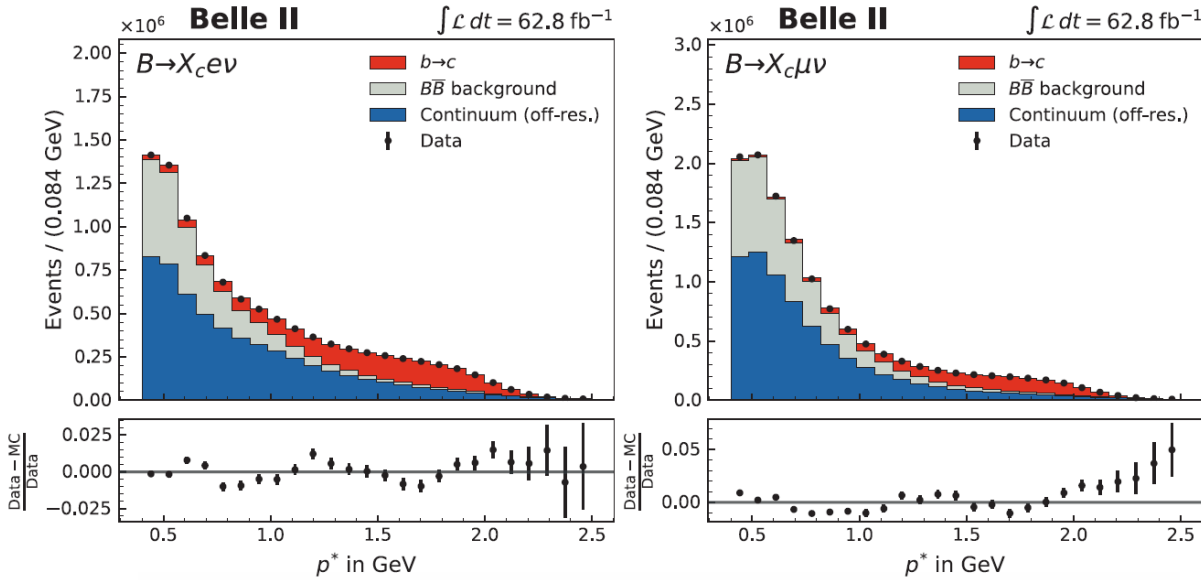 ×10⁶ Belle II ∫ℒ dt = 62.8 fb⁻¹
B→X_c eν
b→c
BB̅ background
Continuum (off-res.)
Data
Events / (0.084 GeV)
2.00
1.75
1.50
1.25
1.00
0.75
0.50
0.25
0.00
Data − MC
Data
0.025
0.000
−0.025
0.5 1.0 1.5 2.0 2.5
p* in GeV
×10⁶ Belle II ∫ℒ dt = 62.8 fb⁻¹
B→X_c μν
b→c
BB̅ background
Continuum (off-res.)
Data
Events / (0.084 GeV)
3.0
2.5
2.0
1.5
1.0
0.5
0.0
Data − MC
Data
0.05
0.00
0.5 1.0 1.5 2.0 2.5
p* in GeV